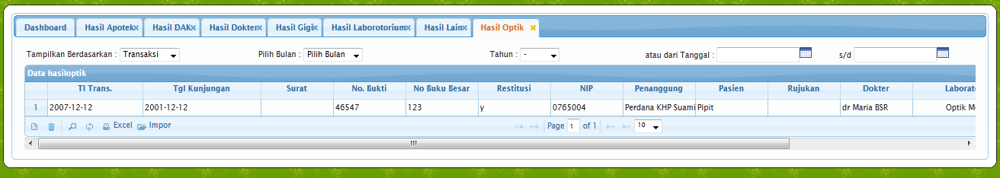 Dashboard Hasil Apotek Hasil DAK Hasil Dokter Hasil Gigi Hasil Laborotorium Hasil Lain Hasil Optik
Tampilkan Berdasarkan : Transaksi Pilih Bulan : Pilih Bulan Tahun : - atau dari Tanggal : s/d
Data hasiloptik
Tl Trans. Tgl Kunjungan Surat No. Bukti No Buku Besar Restitusi NIP Penanggung Pasien Rujukan Dokter Laborato
1 2007-12-12 2001-12-12 46547 123 y 0765004 Perdana KHP Suami Pipit dr Maria BSR Optik M
Excel Impor Page 1 of 1 10